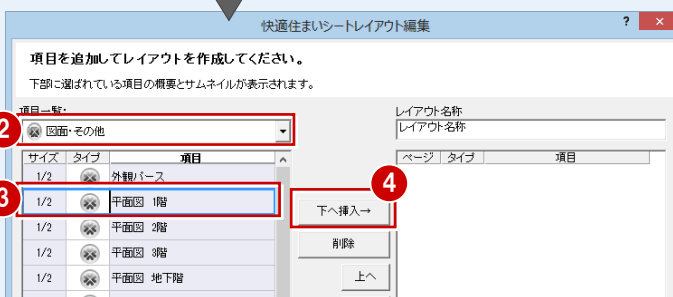 快適住まいシートレイアウト編集 ? ×
項目を追加してレイアウトを作成してください。
下部に選ばれている項目の概要とサムネイルが表示されます。
項目一覧:
2 図面・その他
レイアウト名称
レイアウト名称
サイズ タイプ 項目
1/2 外観パース
3 1/2 平面図 1階
1/2 平面図 2階
1/2 平面図 3階
1/2 平面図 地下階
4
下へ挿入→
削除
上へ
ページ タイプ 項目